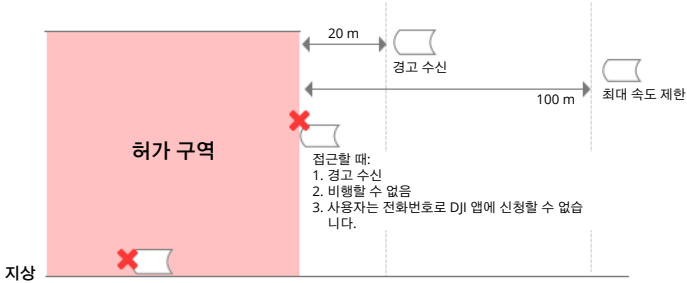 20 m
경고 수신
최대 속도 제한
100 m
허가 구역
접근할 때:
1. 경고 수신
2. 비행할 수 없음
3. 사용자는 전화번호로 DJI 앱에 신청할 수 없습
니다.
지상